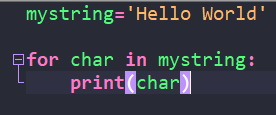 mystring='Hello World'
for char in mystring:
    print(char)